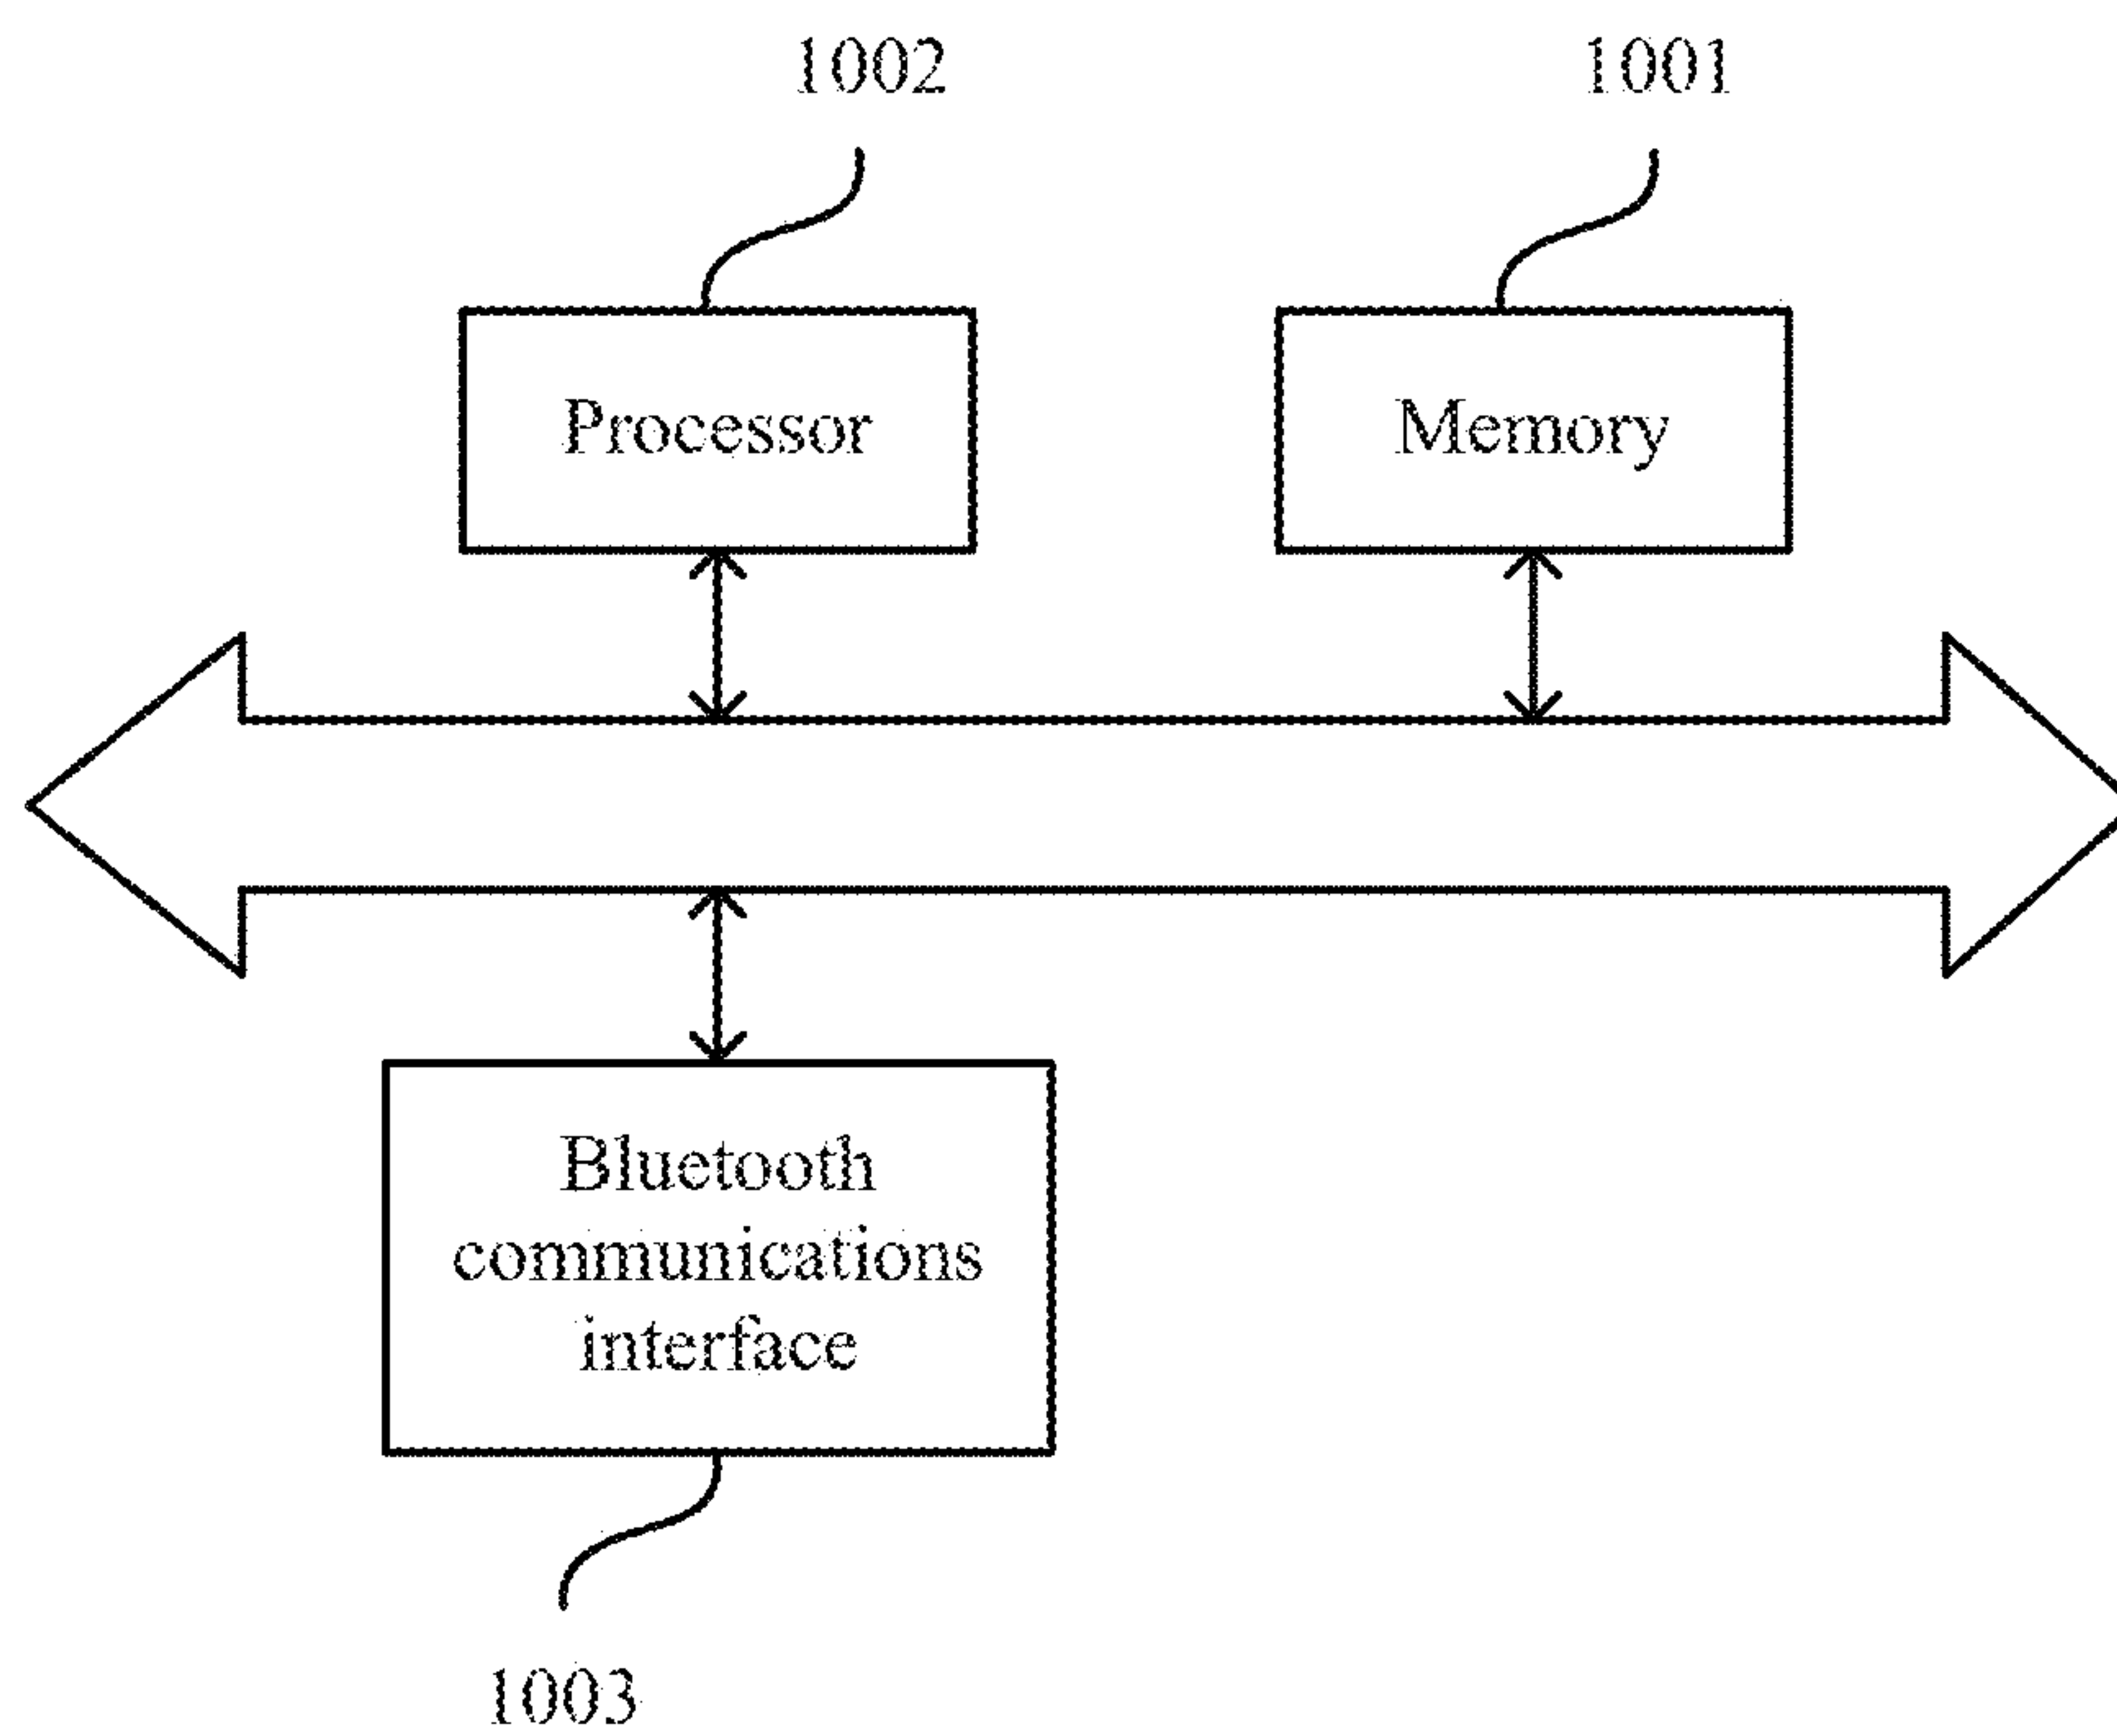 1002
1001
Processor
Memory
Bluetooth
communications
interface
1003